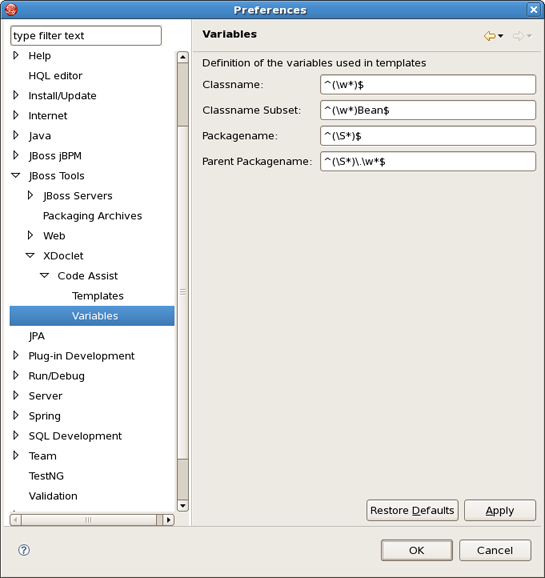 Preferences
type filter text
Help
HQL editor
Install/Update
Internet
Java
JBoss jBPM
JBoss Tools
JBoss Servers
Packaging Archives
Web
XDoclet
Code Assist
Templates
Variables
JPA
Plug-in Development
Run/Debug
Server
Spring
SQL Development
Team
TestNG
Validation
Variables
Definition of the variables used in templates
Classname: ^(\w*)$
Classname Subset: ^(\w*)Bean$
Packagename: ^(\S*)$
Parent Packagename: ^(\S*)\.\w*$
Restore Defaults Apply
? OK Cancel